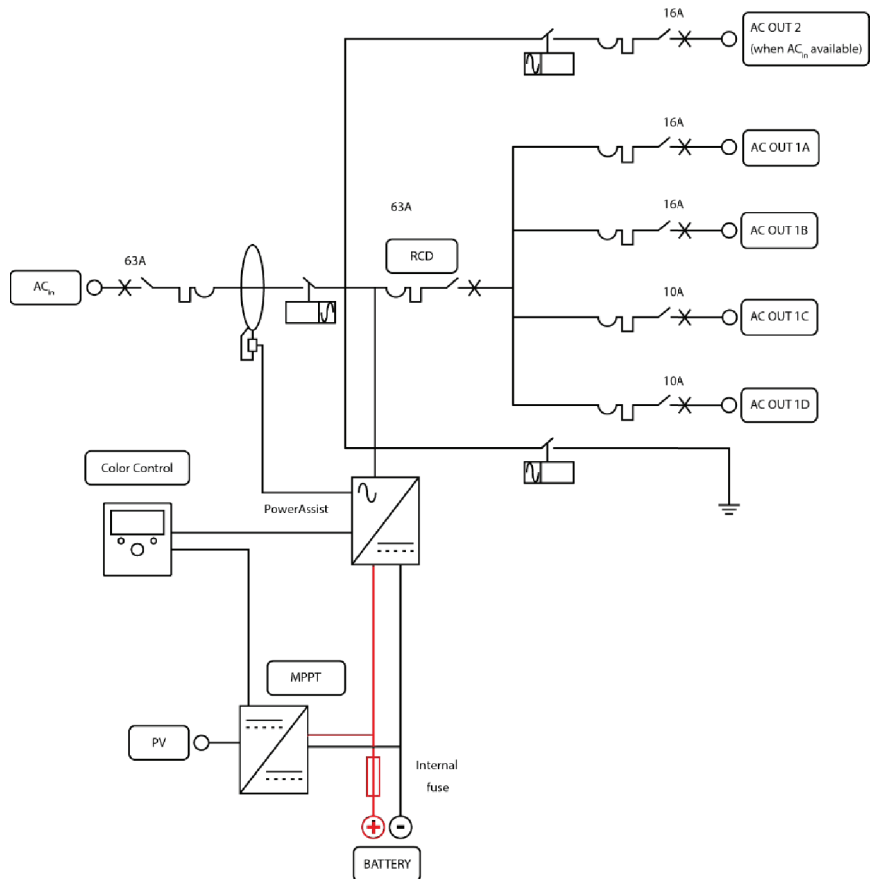 16A
AC OUT 2
(when ACin available)
16A
AC OUT 1A
63A
16A
AC OUT 1B
RCD
63A
ACin
10A
AC OUT 1C
10A
AC OUT 1D
Color Control
PowerAssist
MPPT
PV
Internal
fuse
+
-
BATTERY